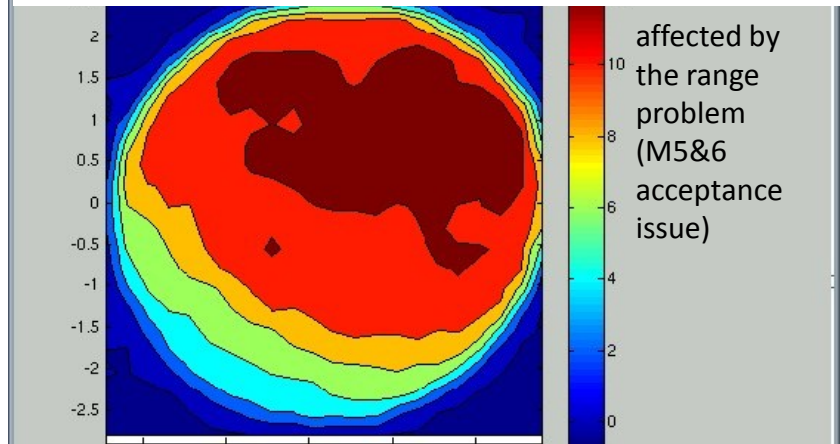 2
1.5
1
0.5
0
-0.5
-1
-1.5
-2
-2.5
10
8
6
4
2
0
affected by
the range
problem
(M5&6
acceptance
issue)